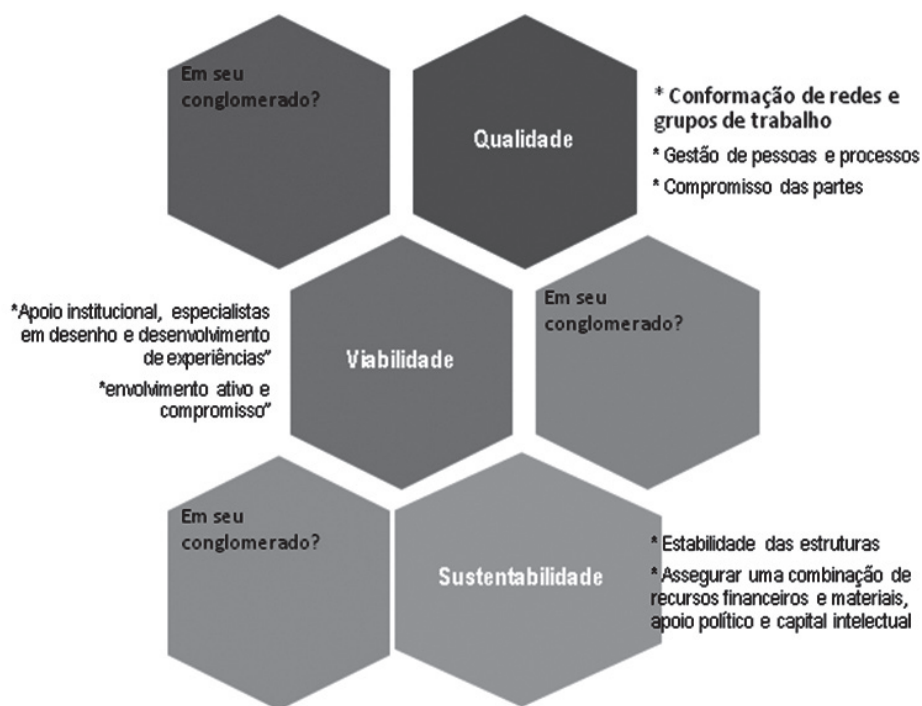 Em seu
conglomerado?
Qualidade
* Conformação de redes e
grupos de trabalho
* Gestão de pessoas e processos
* Compromisso das partes
*Apoio institucional, especialistas
em desenho e desenvolvimento
de experiências”
*envolvimento ativo e
compromisso”
Viabilidade
Em seu
conglomerado?
Em seu
conglomerado?
Sustentabilidade
* Estabilidade das estruturas
* Assegurar uma combinação de
recursos financeiros e materiais,
apoio político e capital intelectual